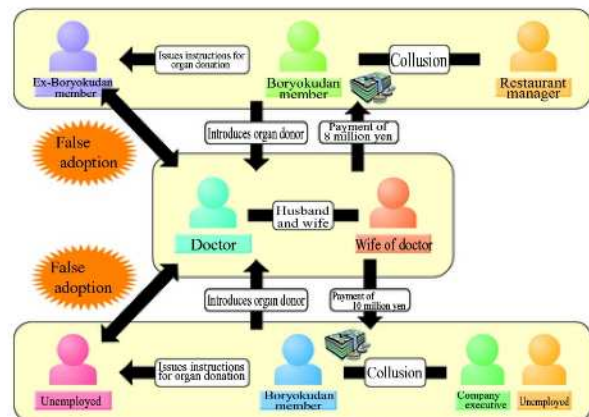 Issues instructions for
organ donation
Collusion
Ex-Boryokudan
member
Boryokudan
member
Restaurant
manager
False
adoption
Introduces organ donor
Payment of
8 million yen
Husband
and wife
Doctor
Wife of doctor
False
adoption
Introduces organ donor
Payment of
10 million yen
Issues instructions
for organ donation
Collusion
Unemployed
Boryokudan
member
Company
executive
Unemployed